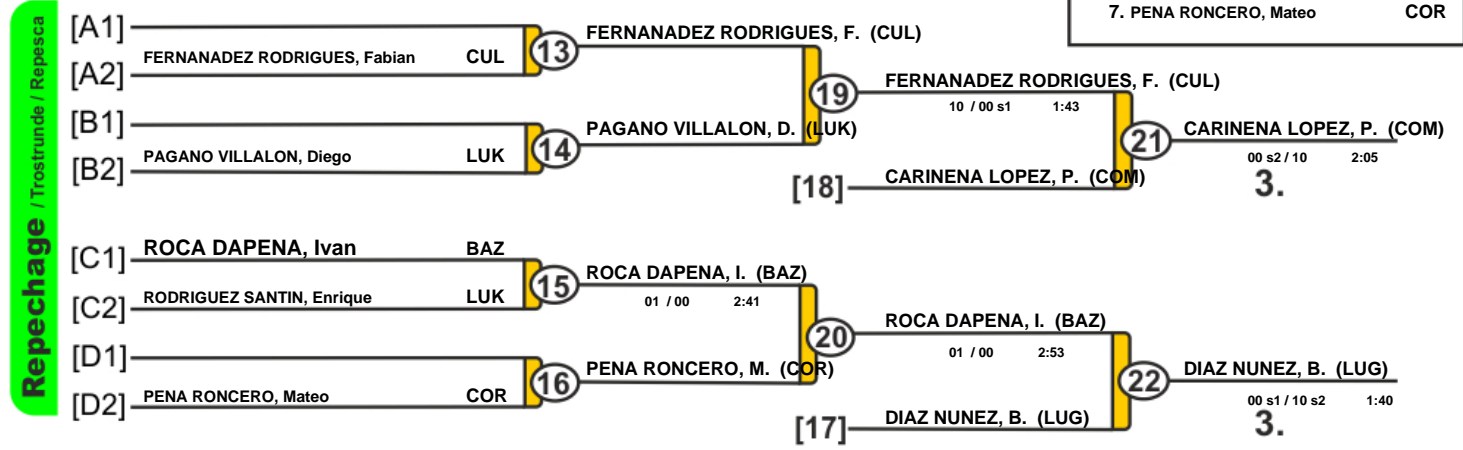 7. PENA RONCERO, Mateo COR
Repechage / Trostrunde / Repesca
[A1]
FERNANADEZ RODRIGUES, Fabian CUL
[A2]
13
FERNANADEZ RODRIGUES, F. (CUL)
[B1]
PAGANO VILLALON, Diego LUK
[B2]
14
PAGANO VILLALON, D. (LUK)
19
FERNANADEZ RODRIGUES, F. (CUL)
10 / 00 s1 1:43
[18]
CARINENA LOPEZ, P. (COM)
21
CARINENA LOPEZ, P. (COM)
00 s2 / 10 2:05
3.
[C1]
ROCA DAPENA, Ivan BAZ
[C2]
RODRIGUEZ SANTIN, Enrique LUK
15
ROCA DAPENA, I. (BAZ)
01 / 00 2:41
[D1]
[D2]
PENA RONCERO, Mateo COR
16
PENA RONCERO, M. (COR)
20
ROCA DAPENA, I. (BAZ)
01 / 00 2:53
[17]
DIAZ NUNEZ, B. (LUG)
22
DIAZ NUNEZ, B. (LUG)
00 s1 / 10 s2 1:40
3.